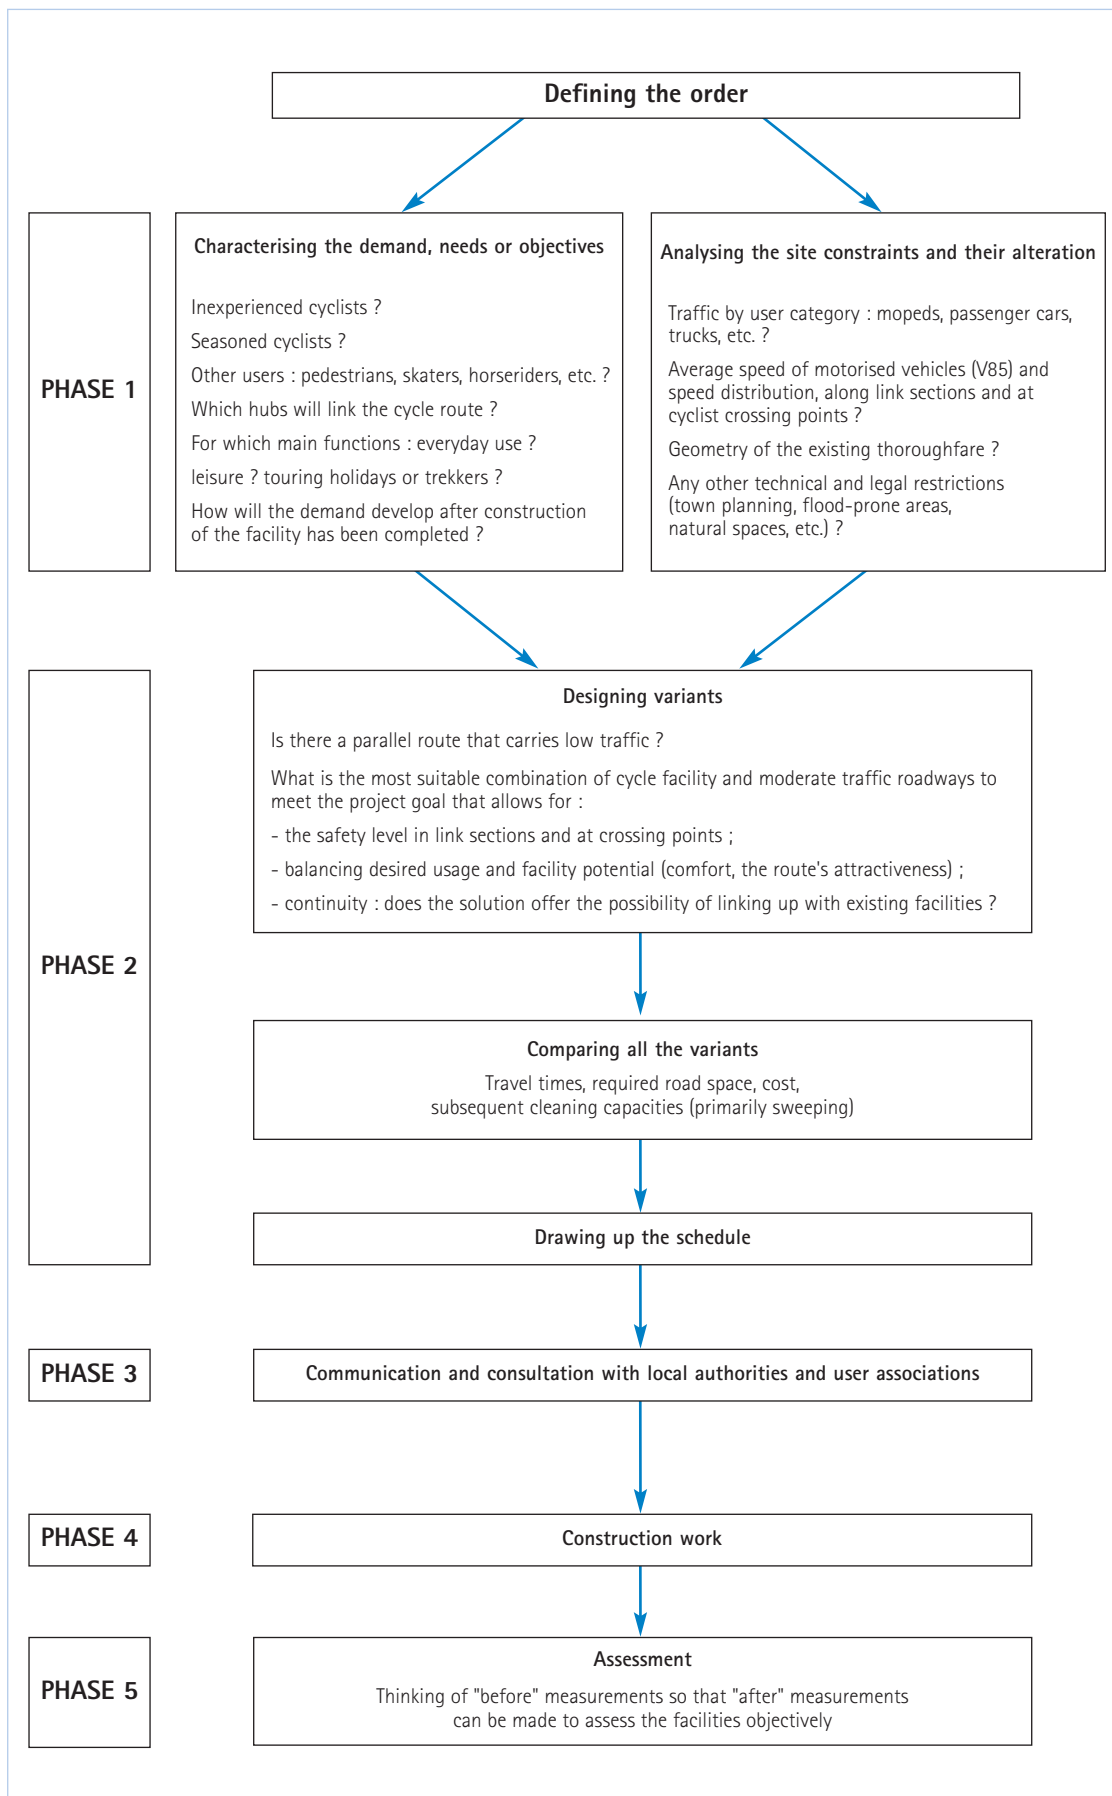 Defining the order
PHASE 1
Characterising the demand, needs or objectives
Inexperienced cyclists ?
Seasoned cyclists ?
Other users : pedestrians, skaters, horseriders, etc. ?
Which hubs will link the cycle route ?
For which main functions : everyday use ?
leisure ? touring holidays or trekkers ?
How will the demand develop after construction
of the facility has been completed ?
Analysing the site constraints and their alteration
Traffic by user category : mopeds, passenger cars,
trucks, etc. ?
Average speed of motorised vehicles (V85) and
speed distribution, along link sections and at
cyclist crossing points ?
Geometry of the existing thoroughfare ?
Any other technical and legal restrictions
(town planning, flood-prone areas,
natural spaces, etc.) ?
PHASE 2
Designing variants
Is there a parallel route that carries low traffic ?
What is the most suitable combination of cycle facility and moderate traffic roadways to
meet the project goal that allows for :
- the safety level in link sections and at crossing points ;
- balancing desired usage and facility potential (comfort, the route's attractiveness) ;
- continuity : does the solution offer the possibility of linking up with existing facilities ?
Comparing all the variants
Travel times, required road space, cost,
subsequent cleaning capacities (primarily sweeping)
Drawing up the schedule
PHASE 3
Communication and consultation with local authorities and user associations
PHASE 4
Construction work
PHASE 5
Assessment
Thinking of "before" measurements so that "after" measurements
can be made to assess the facilities objectively